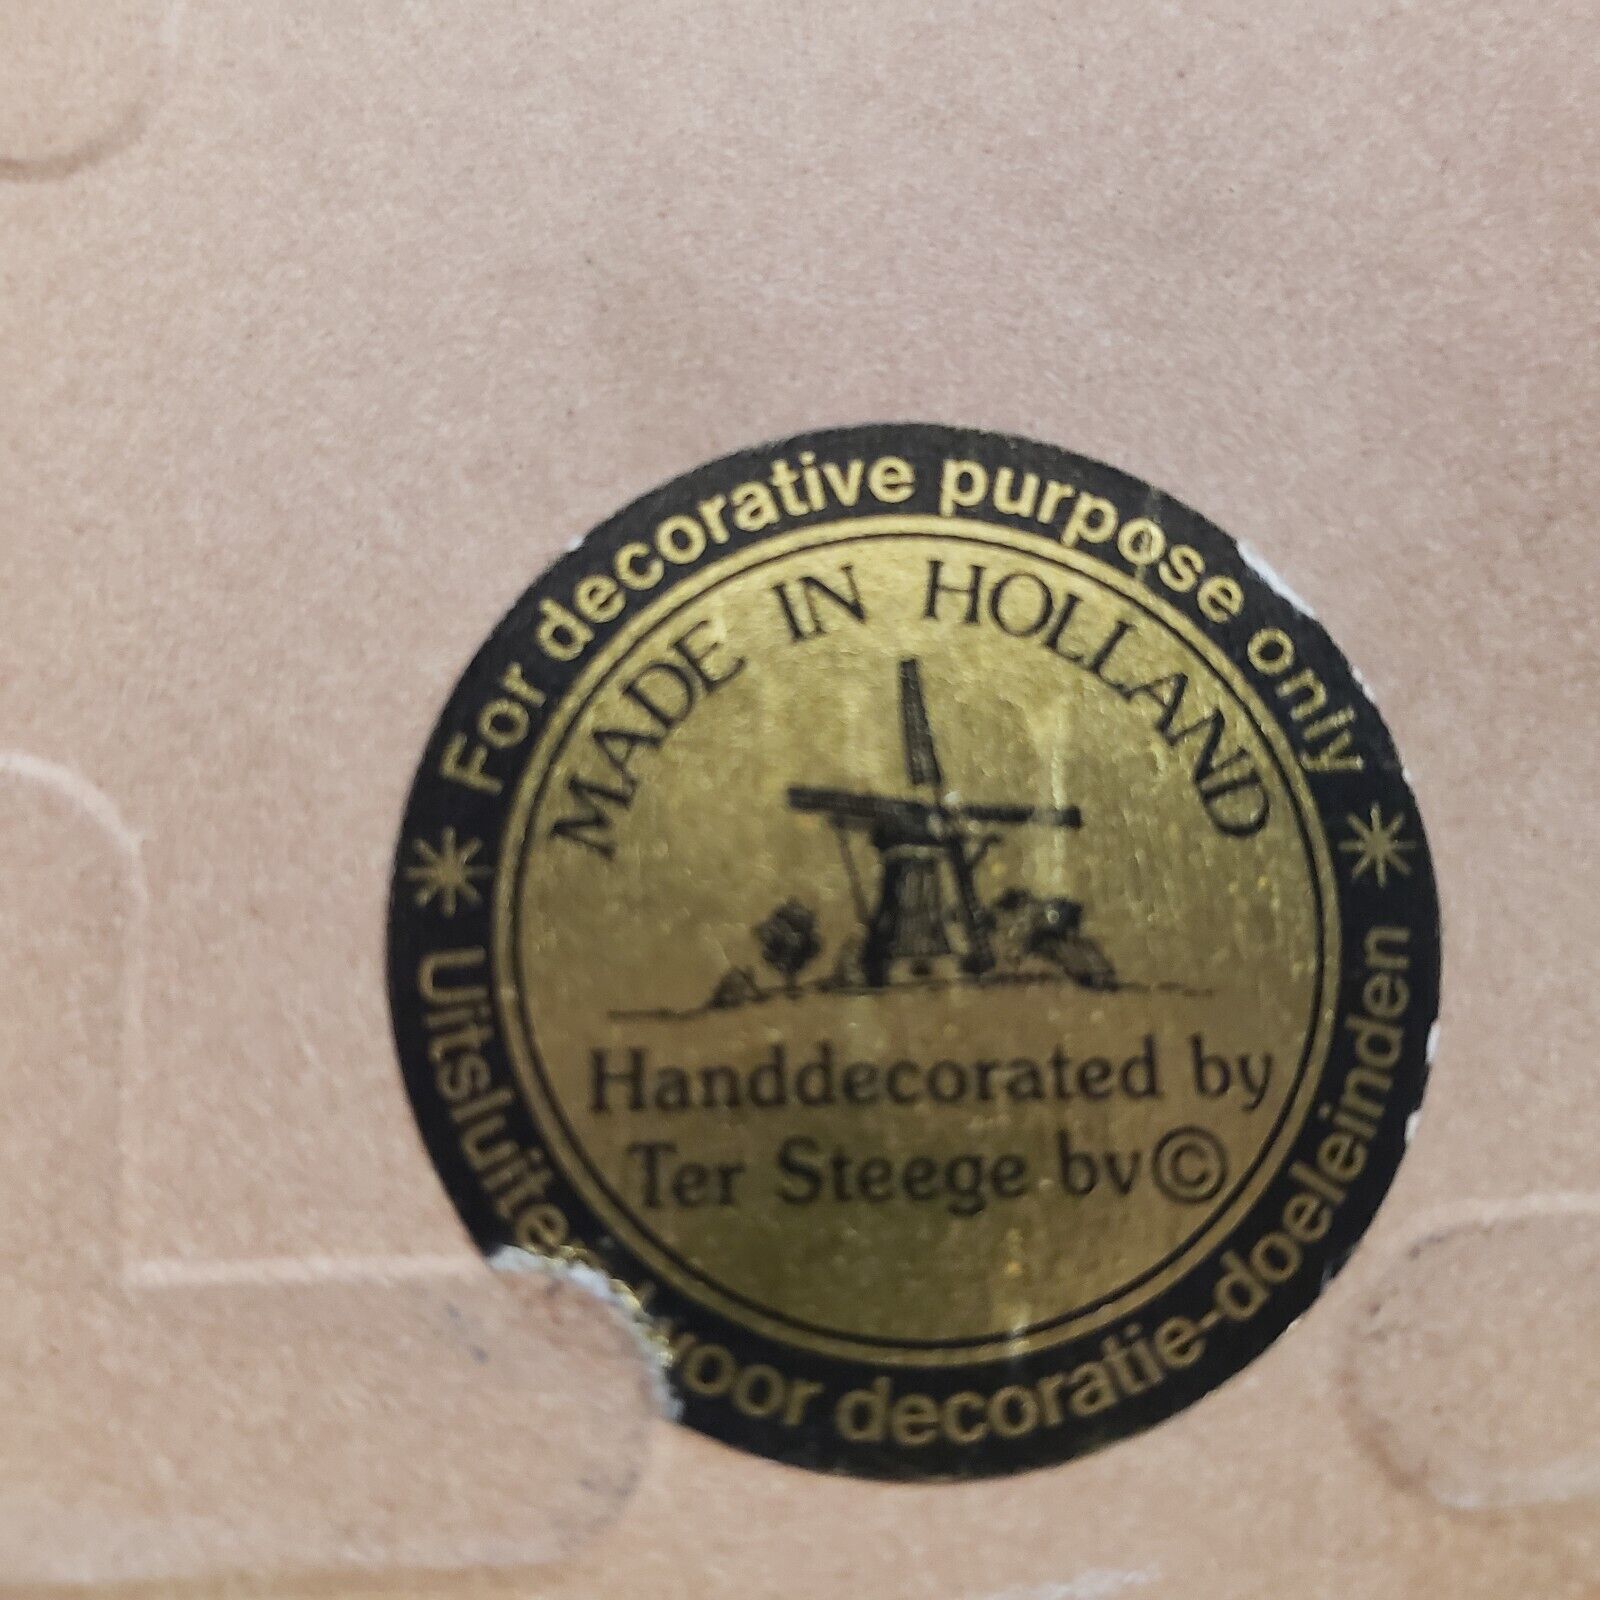 For decorative purpose only
MADE IN HOLLAND
Handdecorated by
Ter Steege bv©
voor decoratie-doeleinden